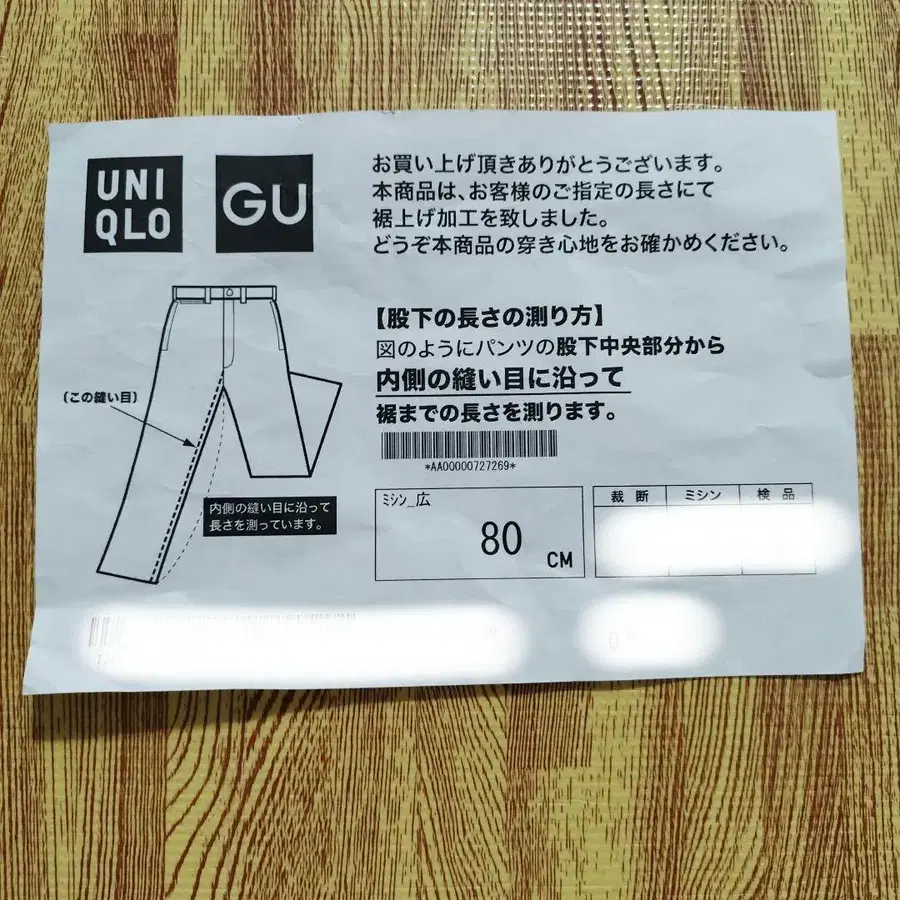 UNI
QLO
GU
お買い上げ頂きありがとうございます。
本商品は、お客様のご指定の長さにて
裾上げ加工を致しました。
どうぞ本商品の穿き心地をお確かめください。
【股下の長さの測り方】
図のようにパンツの股下中央部分から
内側の縫い目に沿って
裾までの長さを測ります。
(この縫い目)
内側の縫い目に沿って
長さを測っています。
*AA00000727269*
ﾐｼﾝ_広
80
CM
裁断 ミシン 検品